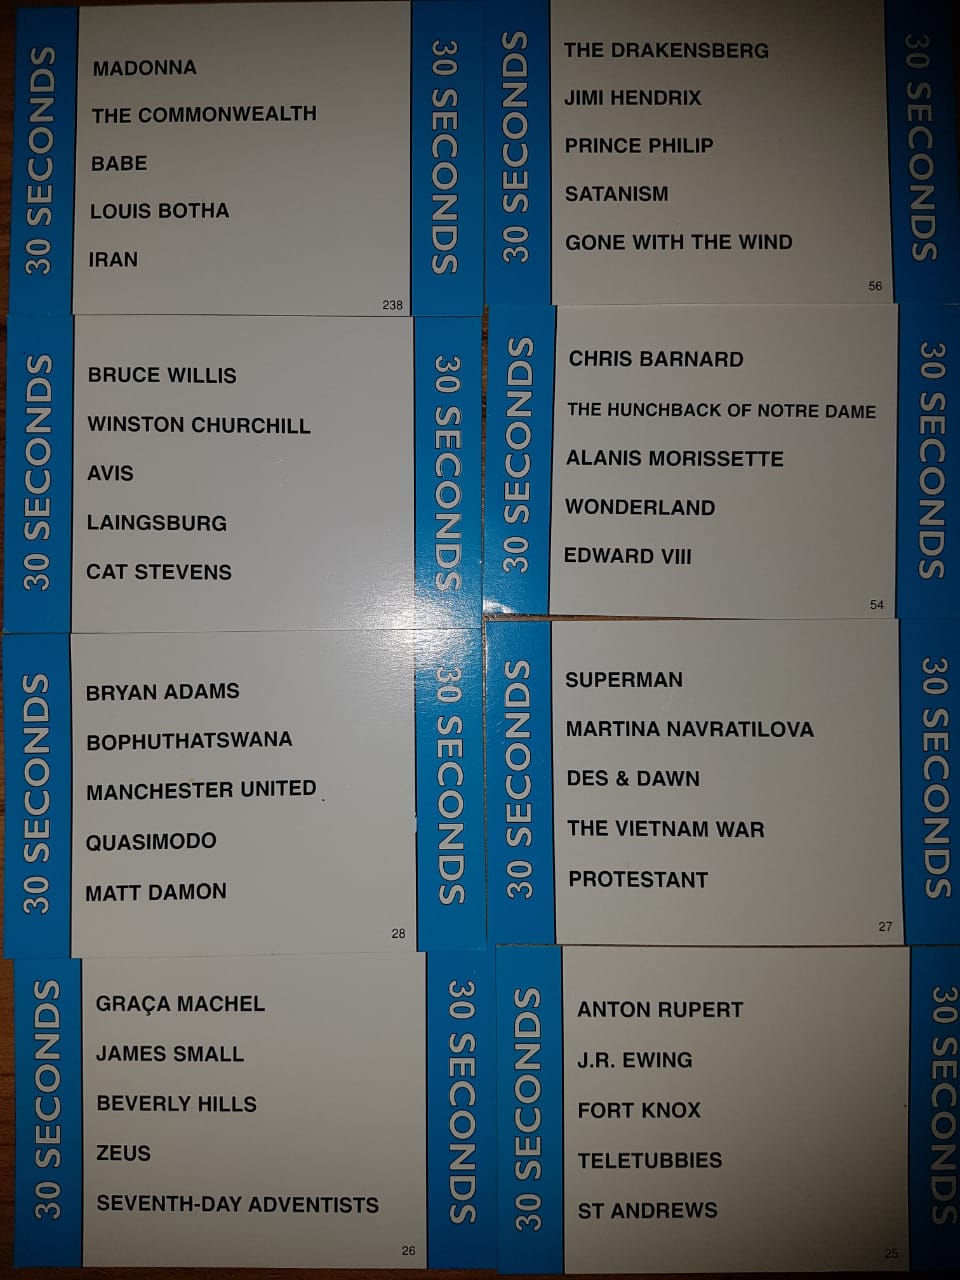 30 SECONDS
MADONNA
THE COMMONWEALTH
BABE
LOUIS BOTHA
IRAN
238
30 SECONDS
30 SECONDS
THE DRAKENSBERG
JIMI HENDRIX
PRINCE PHILIP
SATANISM
GONE WITH THE WIND
56
30 SECONDS
30 SECONDS
BRUCE WILLIS
WINSTON CHURCHILL
AVIS
LAINGSBURG
CAT STEVENS
30 SECONDS
30 SECONDS
CHRIS BARNARD
THE HUNCHBACK OF NOTRE DAME
ALANIS MORISSETTE
WONDERLAND
EDWARD VIII
54
30 SECONDS
30 SECONDS
BRYAN ADAMS
BOPHUTHATSWANA
MANCHESTER UNITED
QUASIMODO
MATT DAMON
28
30 SECONDS
30 SECONDS
SUPERMAN
MARTINA NAVRATILOVA
DES & DAWN
THE VIETNAM WAR
PROTESTANT
27
30 SECONDS
30 SECONDS
GRAÇA MACHEL
JAMES SMALL
BEVERLY HILLS
ZEUS
SEVENTH-DAY ADVENTISTS
26
30 SECONDS
30 SECONDS
ANTON RUPERT
J.R. EWING
FORT KNOX
TELETUBBIES
ST ANDREWS
25
30 SECONDS